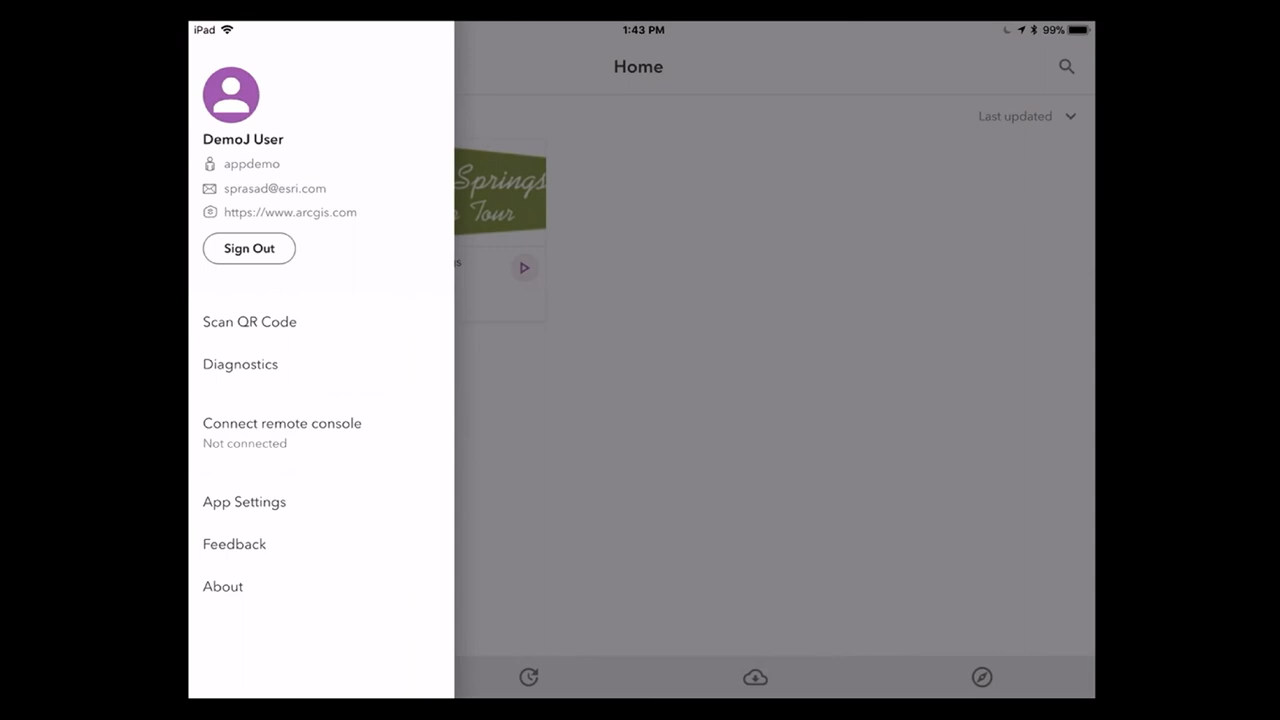 iPad
1:43 PM
99%
Home
Last updated
DemoJ User
appdemo
sprasad@esri.com
https://www.arcgis.com
Sign Out
Springs
Tour
Scan QR Code
Diagnostics
Connect remote console
Not connected
App Settings
Feedback
About